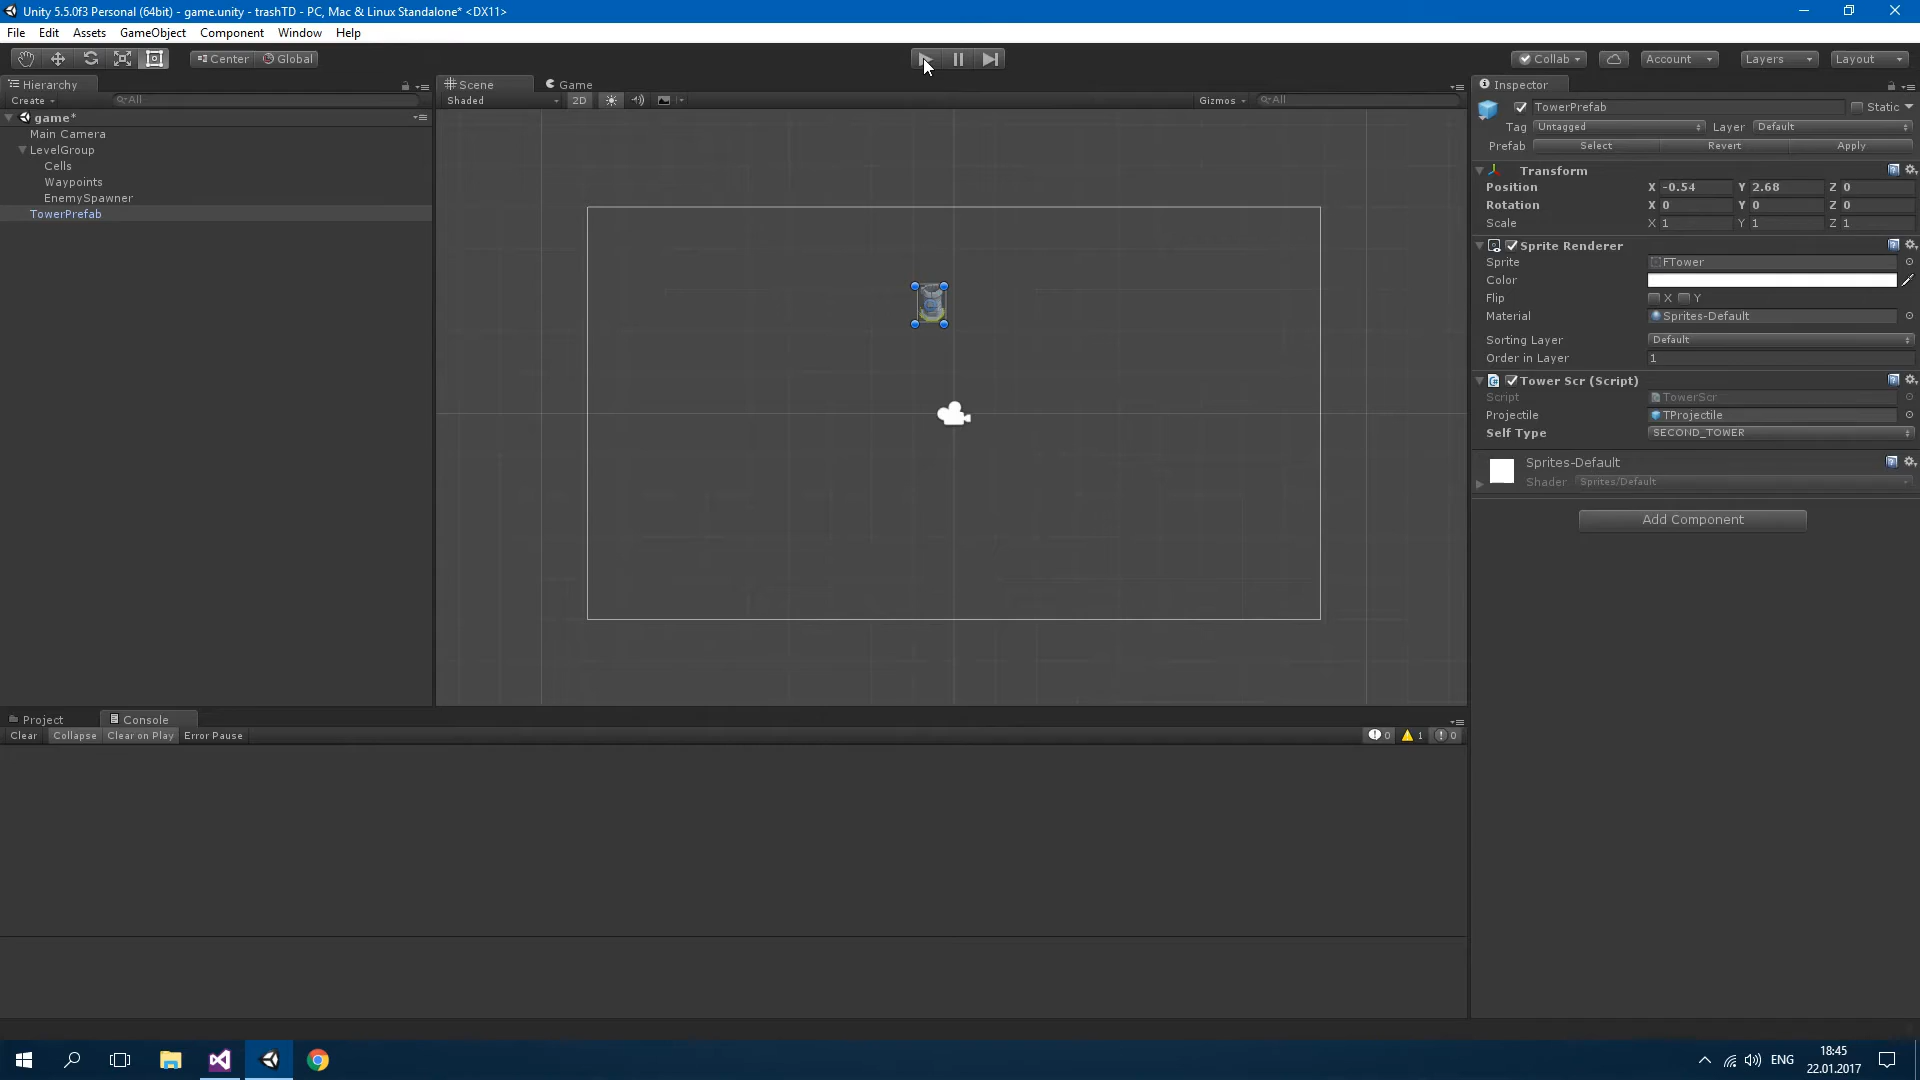 Unity 5.5.0f3 Personal (64bit) - game.unity - trashTD - PC, Mac & Linux Standalone* <DX11>
File Edit Assets GameObject Component Window Help
Center Global Collab Account Layers Layout
Hierarchy
Create All
game*
Main Camera
LevelGroup
Cells
Waypoints
EnemySpawner
TowerPrefab
Scene Game
Shaded 2D Gizmos All
Inspector
TowerPrefab Static
Tag Untagged Layer Default
Prefab Select Revert Apply
Transform
Position X -0.54 Y 2.68 Z 0
Rotation X 0 Y 0 Z 0
Scale X 1 Y 1 Z 1
Sprite Renderer
Sprite FTower
Color
Flip X Y
Material Sprites-Default
Sorting Layer Default
Order in Layer 1
Tower Scr (Script)
Script TowerScr
Projectile TProjectile
Self Type SECOND_TOWER
Sprites-Default
Shader Sprites/Default
Add Component
Project Console
Clear Collapse Clear on Play Error Pause 0 1 0
ENG
18:45
22.01.2017